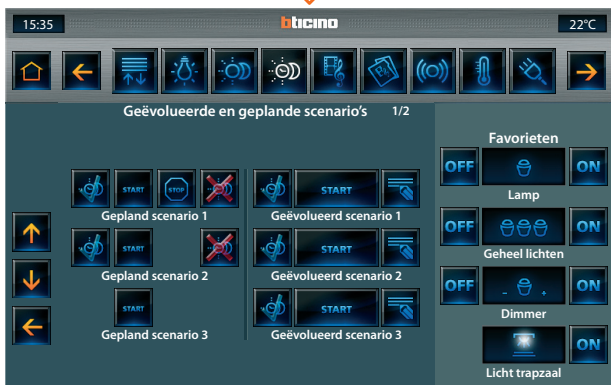 15:35
bticino
22°C
Geëvolueerde en geplande scenario's 1/2
Favorieten
OFF
ON
Lamp
START
STOP
START
Gepland scenario 1
Geëvolueerd scenario 1
OFF
ON
Geheel lichten
START
START
Gepland scenario 2
Geëvolueerd scenario 2
OFF
- +
ON
Dimmer
START
START
Gepland scenario 3
Geëvolueerd scenario 3
ON
Licht trapzaal